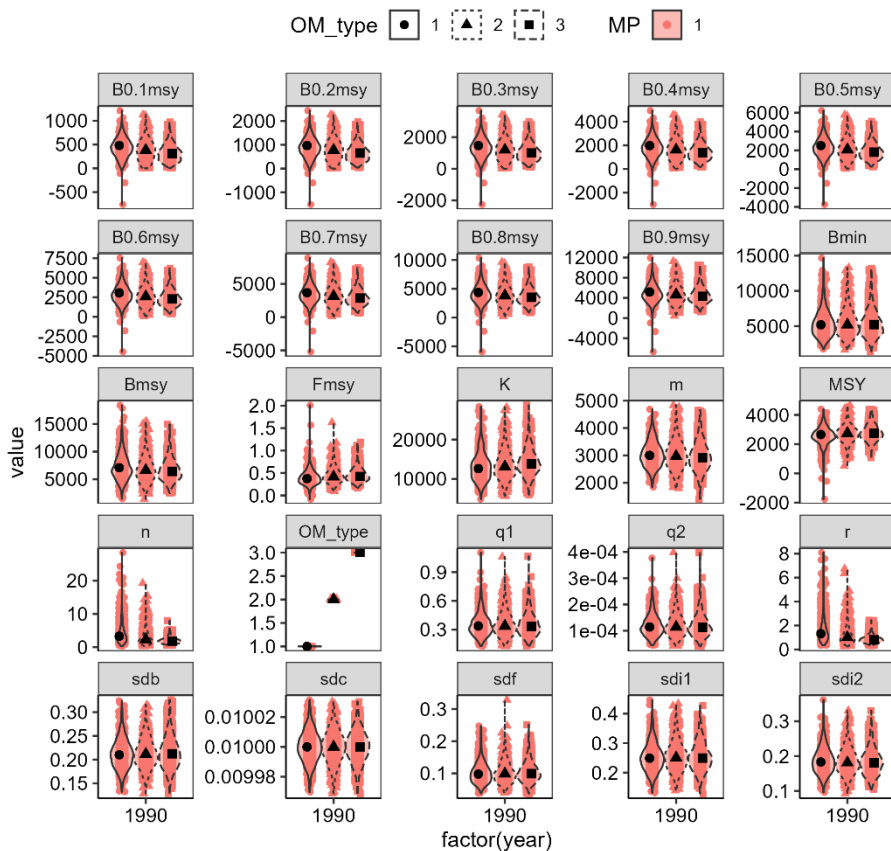 OM_type 1 2 3 MP 1
B0.1msy B0.2msy B0.3msy B0.4msy B0.5msy
1000 500 0 -500
2000 1000 0 -1000
2000 0 -2000
4000 2000 0 -2000
6000 4000 2000 0 -2000 -4000
B0.6msy B0.7msy B0.8msy B0.9msy Bmin
7500 5000 2500 0 -2500 -5000
5000 0 -5000
10000 5000 0 -5000
12000 8000 4000 0 -4000
15000 10000 5000
Bmsy Fmsy K m MSY
15000 10000 5000
2.0 1.5 1.0 0.5 0.0
20000 10000
5000 4000 3000 2000
4000 2000 0 -2000
n OM_type q1 q2 r
20 10 0
3.0 2.5 2.0 1.5 1.0
0.9 0.6 0.3
4e-04 3e-04 2e-04 1e-04
8 6 4 2 0
sdb sdc sdf sdi1 sdi2
0.30 0.25 0.20 0.15
0.01002 0.01000 0.00998
0.3 0.2 0.1
0.4 0.3 0.2
0.3 0.2 0.1
1990 1990 1990 1990 1990
value
factor(year)